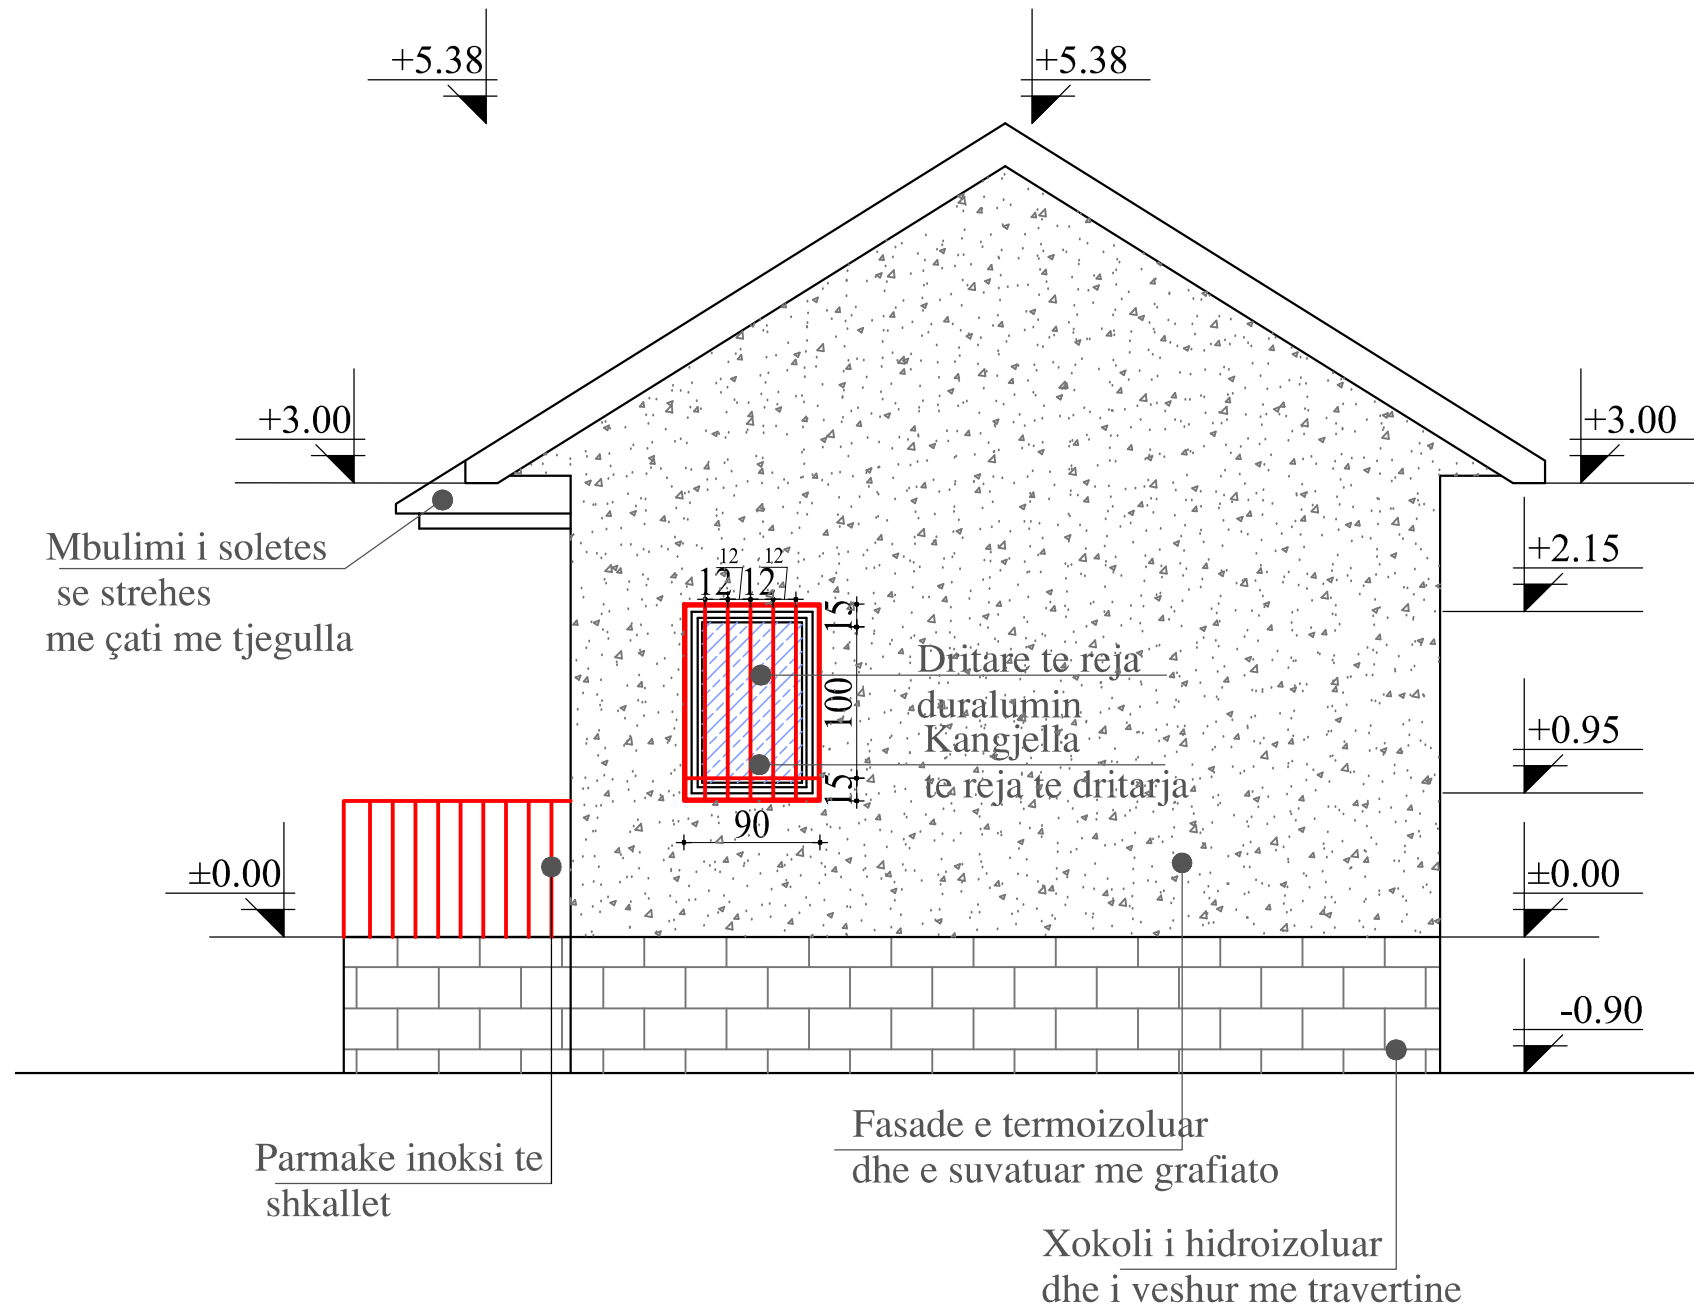 +5.38
+5.38
+3.00
+3.00
Mbulimi i soletes
se strehes
me çati me tjegulla
+2.15
12
12
12
12
15
100
15
90
Dritare te reja
duralumin
Kangjella
te reja te dritarja
+0.95
±0.00
±0.00
-0.90
Parmake inoksi te
shkallet
Fasade e termoizoluar
dhe e suvatuar me grafiato
Xokoli i hidroizoluar
dhe i veshur me travertine